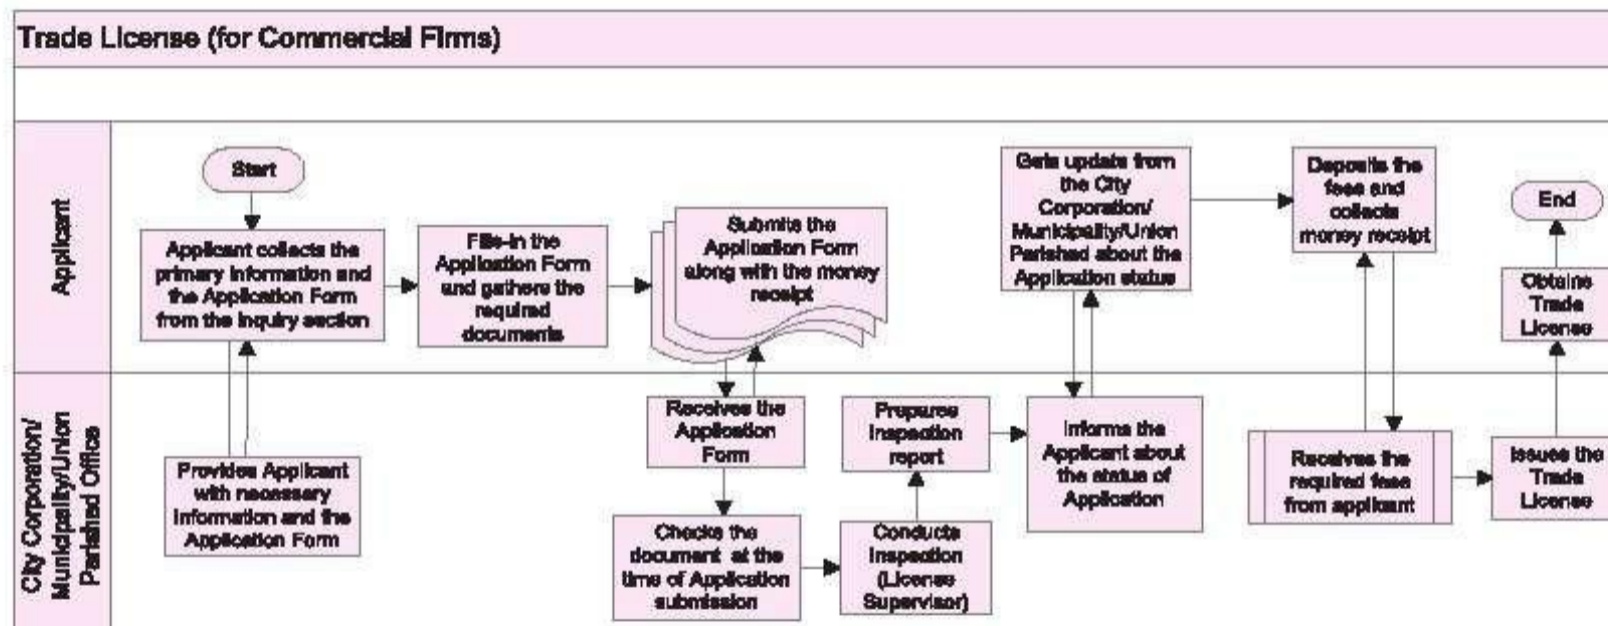 Trade License (for Commercial Firms)
Applicant
Start
Applicant collects the
primary information and
the Application Form
from the inquiry section
Fills-in the
Application Form
and gathers the
required
documents
Submits the
Application Form
along with the money
receipt
Gets update from
the City
Corporation/
Municipality/Union
Parished about the
Application status
Deposits the
fees and
collects
money receipt
End
Obtains
Trade
License
City Corporation/
Municipality/Union
Parished Office
Provides Applicant
with necessary
Information and the
Application Form
Receives the
Application
Form
Checks the
document at the
time of Application
submission
Conducts
Inspection
(License
Supervisor)
Prepares
Inspection
report
Informs the
Applicant about
the status of
Application
Receives the
required fees
from applicant
Issues the
Trade
License